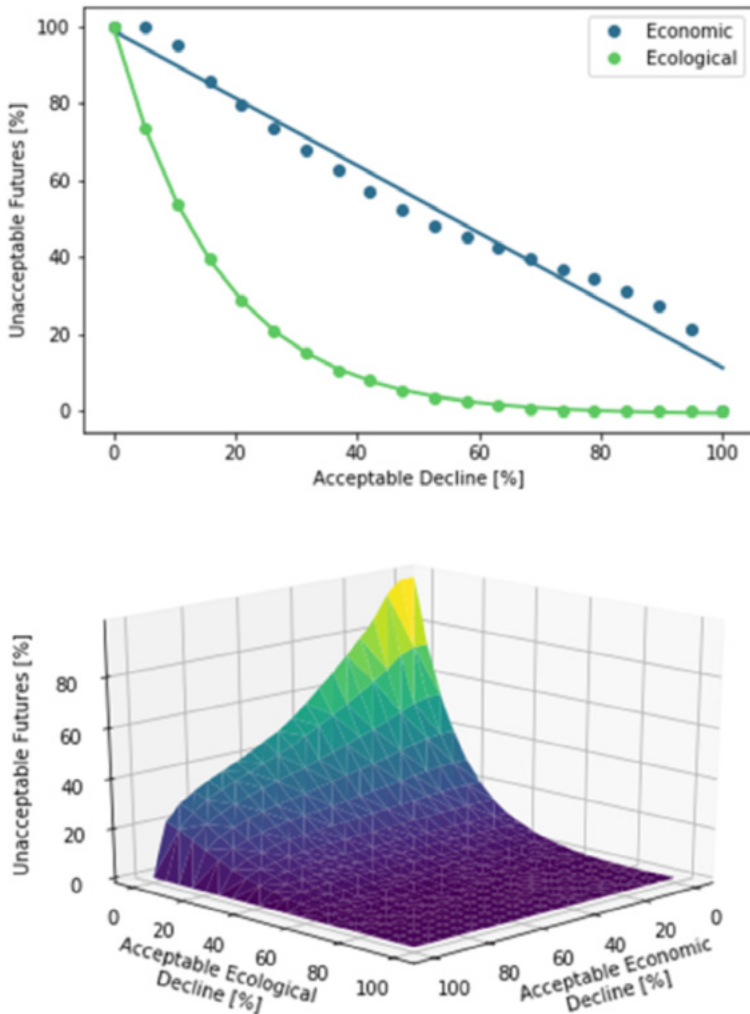 100
80
60
40
20
0
Unacceptable Futures [%]
Economic
Ecological
0 20 40 60 80 100
Acceptable Decline [%]
Unacceptable Futures [%]
80
60
40
20
0
0 20 40 60 80 100
Acceptable Ecological
Decline [%]
100 80 60 40 20 0
Acceptable Economic
Decline [%]